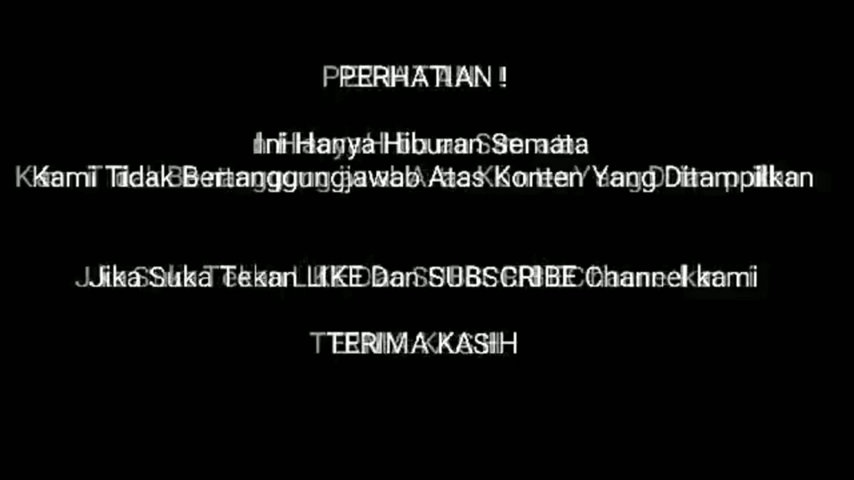 PERHATIAN !
Ini Hanya Hiburan Semata
Kami Tidak Bertanggungjawab Atas Konten Yang Ditampilkan
Jika Suka Tekan LIKE Dan SUBSCRIBE Channel kami
TERIMA KASIH